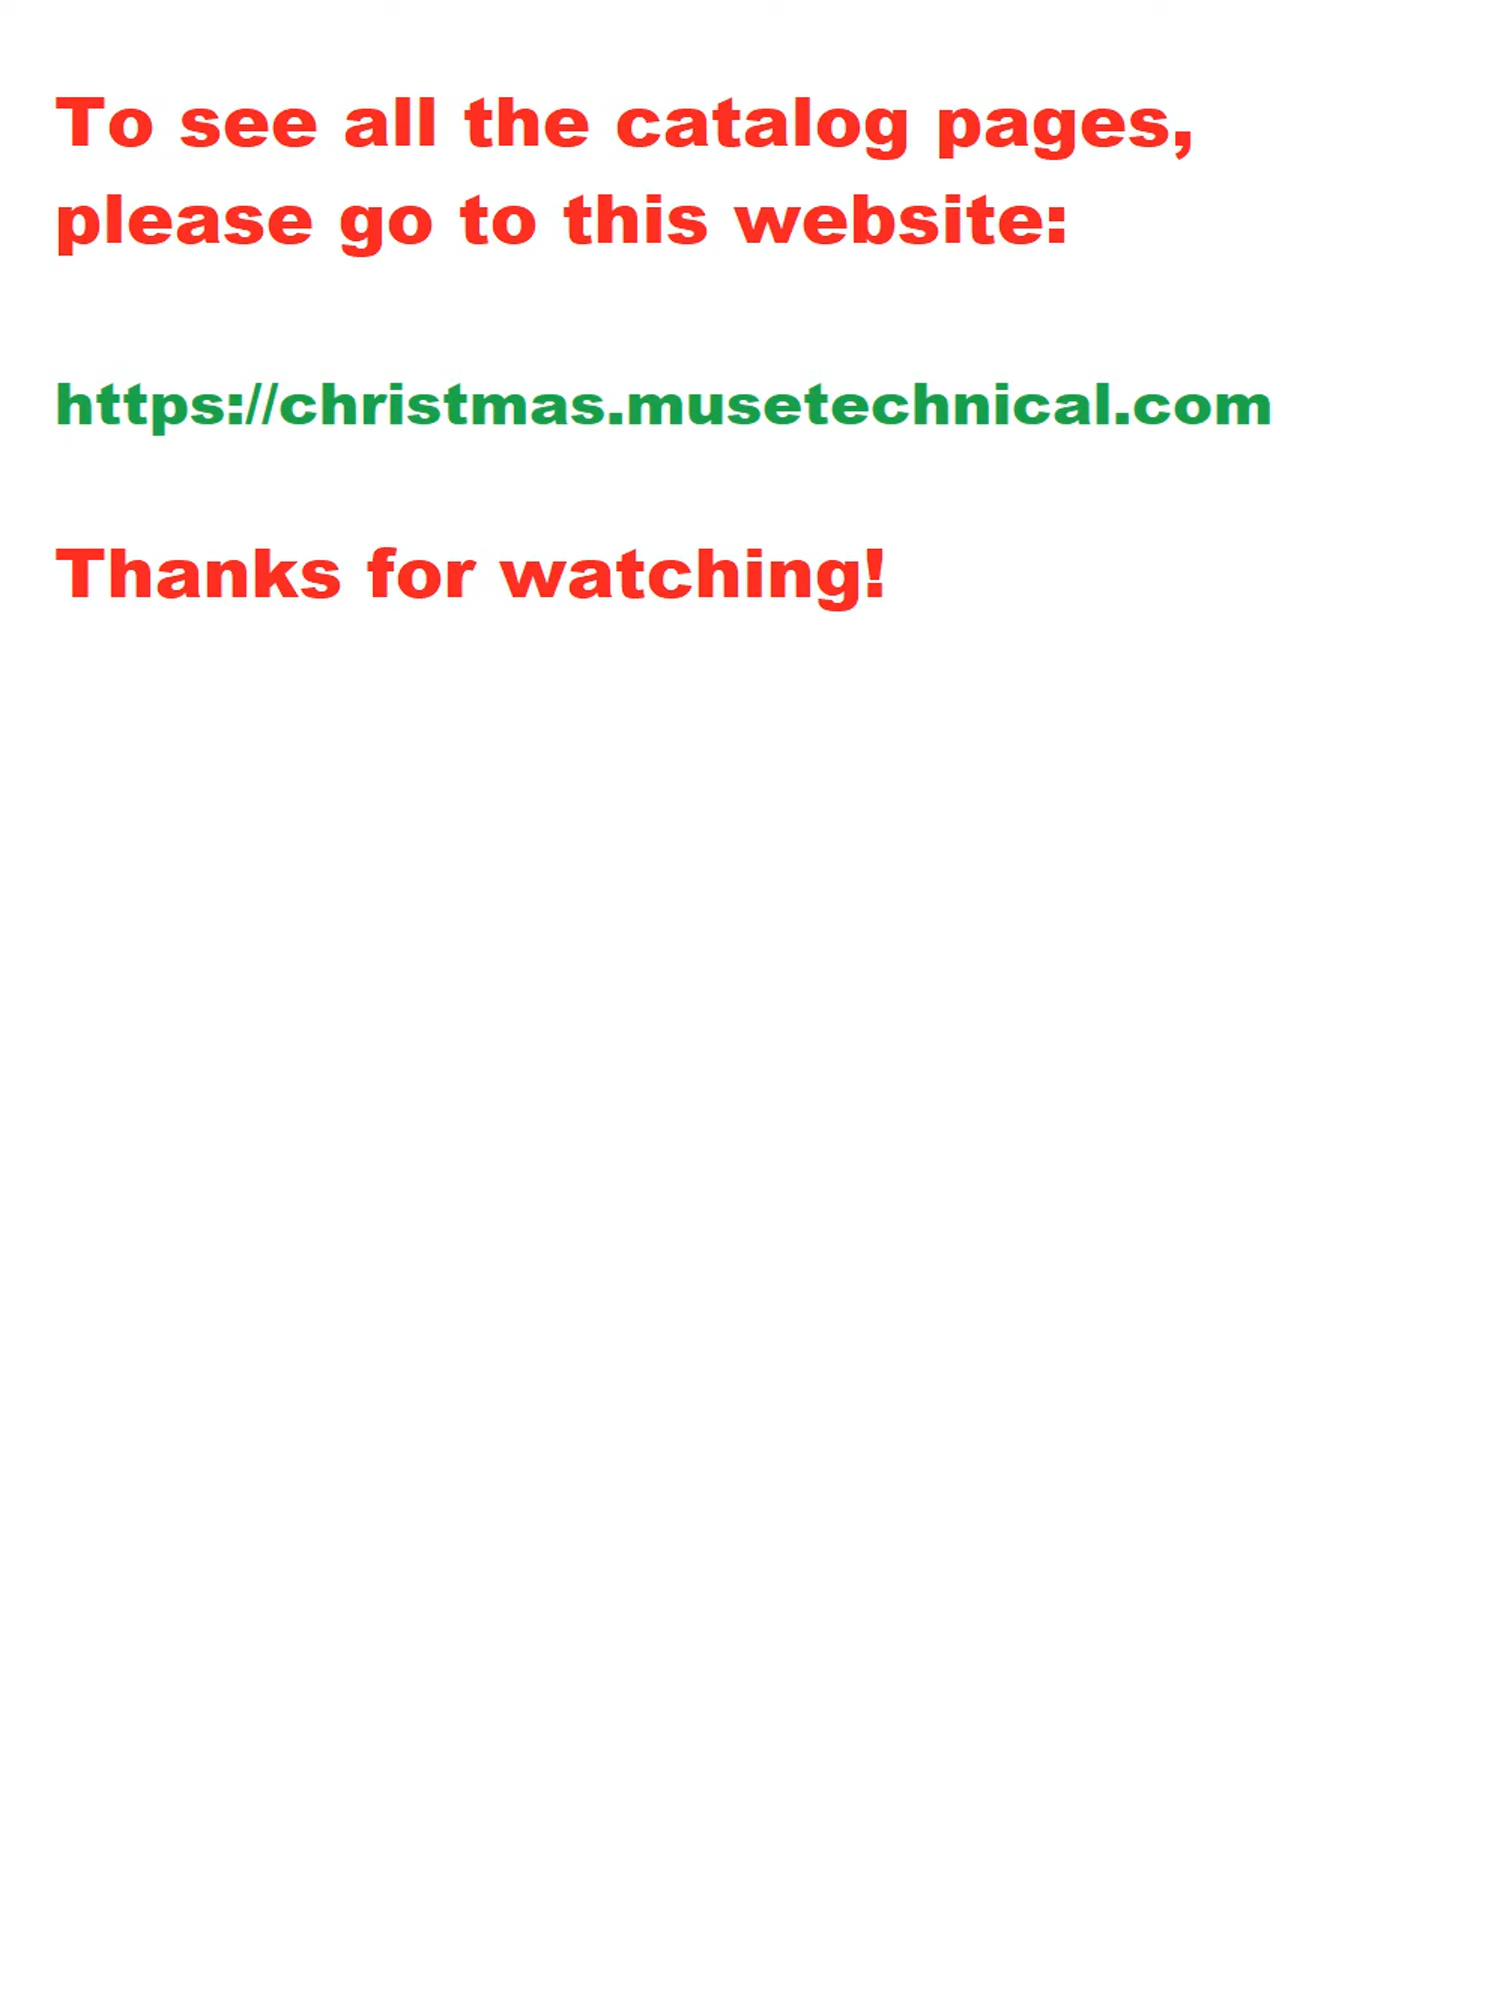 To see all the catalog pages,
please go to this website:
https://christmas.musetechnical.com
Thanks for watching!